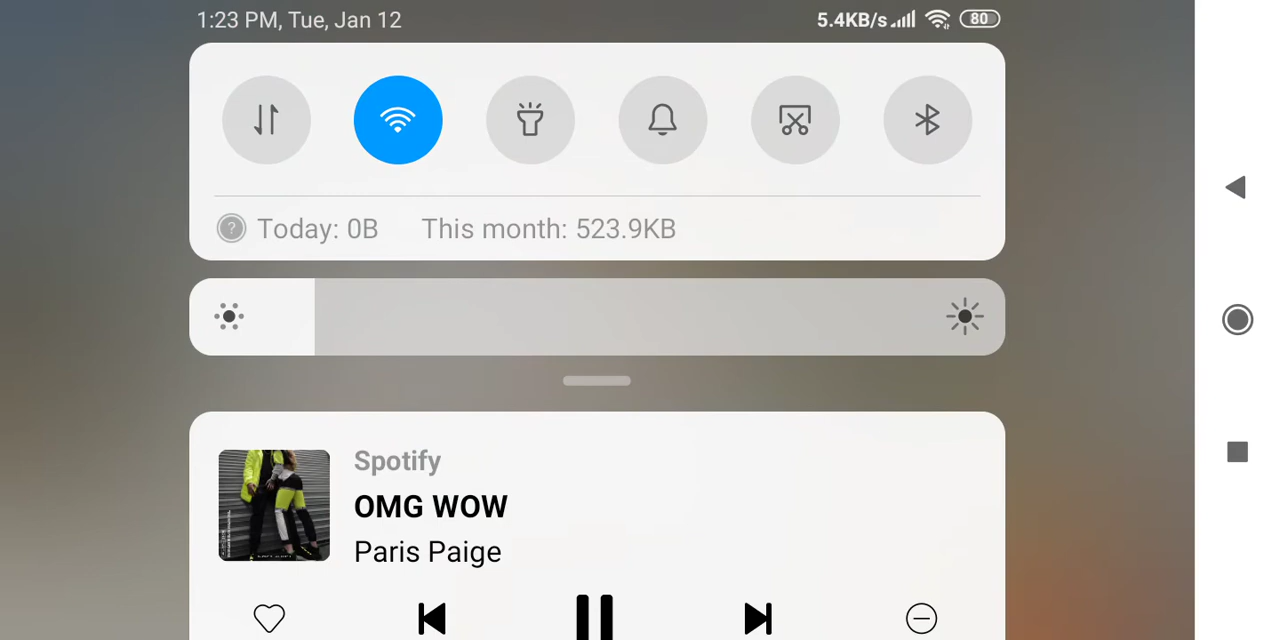 1:23 PM, Tue, Jan 12 5.4KB/s 80
Today: 0B This month: 523.9KB
Spotify
OMG WOW
Paris Paige